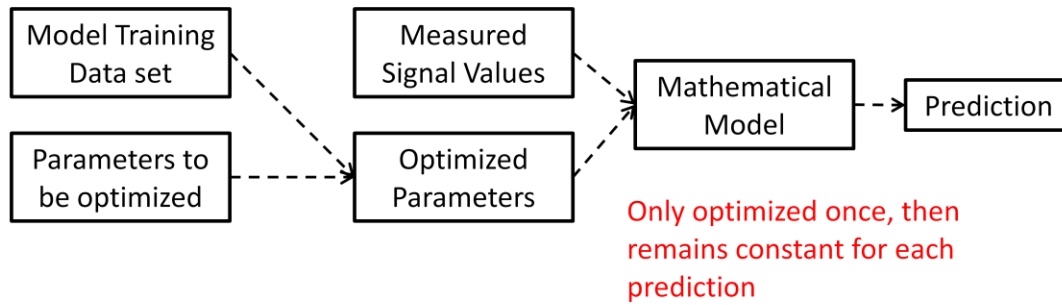 Model Training
Data set
Measured
Signal Values
Mathematical
Model
Prediction
Parameters to
be optimized
Optimized
Parameters
Only optimized once, then
remains constant for each
prediction